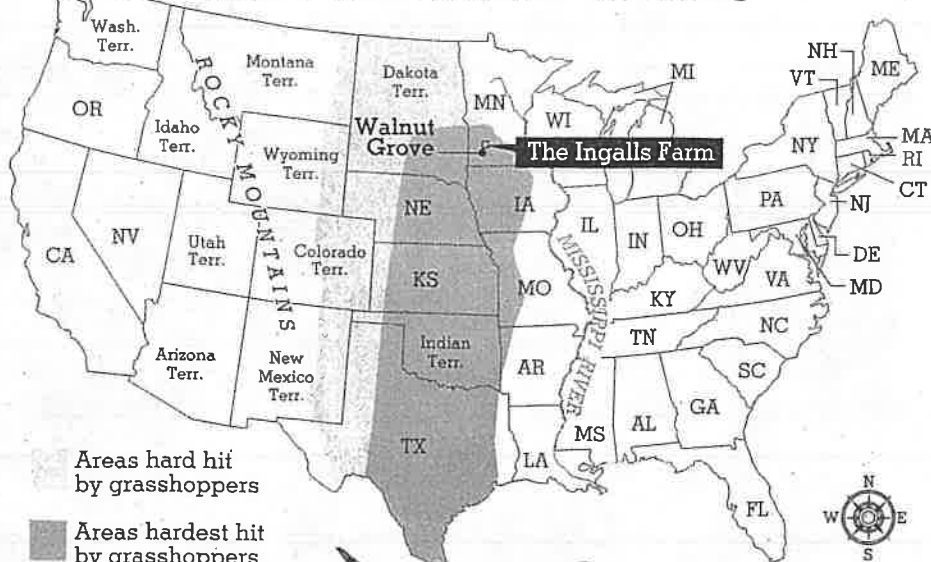 Wash.
Terr.
Montana
Terr.
Dakota
Terr.
NH
MI
VT
ME
OR
MN
WI
Idaho
Terr.
ROCKY MOUNTAINS
Walnut
Grove
The Ingalls Farm
NY
MA
RI
CT
Wyoming
Terr.
PA
NJ
NE
IA
IL
IN
OH
DE
MD
NV
CA
Utah
Terr.
Colorado
Terr.
KS
MO
MISSISSIPPI RIVER
WV
VA
KY
NC
TN
Arizona
Terr.
New
Mexico
Terr.
Indian
Terr.
AR
SC
TX
LA
MS
AL
GA
FL
Areas hard hit
by grasshoppers
Areas hardest hit
by grasshoppers
N
W E
S